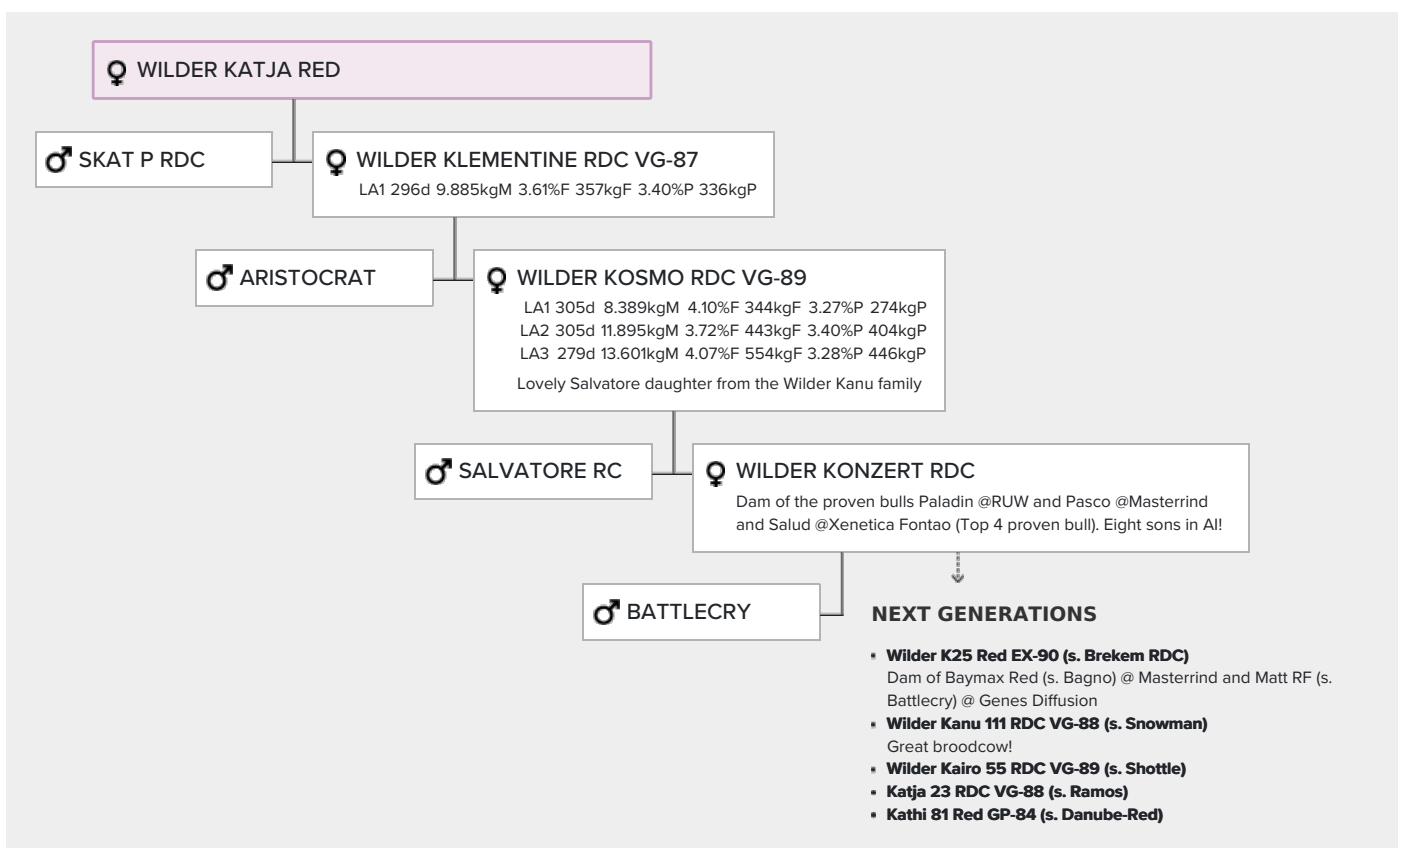 WILDER KATJA RED
SKAT P RDC
WILDER KLEMENTINE RDC VG-87
LA1 296d 9.885kgM 3.61%F 357kgF 3.40%P 336kgP
ARISTOCRAT
WILDER KOSMO RDC VG-89
LA1 305d 8.389kgM 4.10%F 344kgF 3.27%P 274kgP
LA2 305d 11.895kgM 3.72%F 443kgF 3.40%P 404kgP
LA3 279d 13.601kgM 4.07%F 554kgF 3.28%P 446kgP
Lovely Salvatore daughter from the Wilder Kanu family
SALVATORE RC
WILDER KONZERT RDC
Dam of the proven bulls Paladin @RUW and Pasco @Masterrind
and Salud @Xenetica Fontao (Top 4 proven bull). Eight sons in AI!
BATTLECRY
NEXT GENERATIONS
▪ Wilder K25 Red EX-90 (s. Brekem RDC)
Dam of Baymax Red (s. Bagno) @ Masterrind and Matt RF (s.
Battlecry) @ Genes Diffusion
▪ Wilder Kanu 111 RDC VG-88 (s. Snowman)
Great broodcow!
▪ Wilder Kairo 55 RDC VG-89 (s. Shottle)
▪ Katja 23 RDC VG-88 (s. Ramos)
▪ Kathi 81 Red GP-84 (s. Danube-Red)